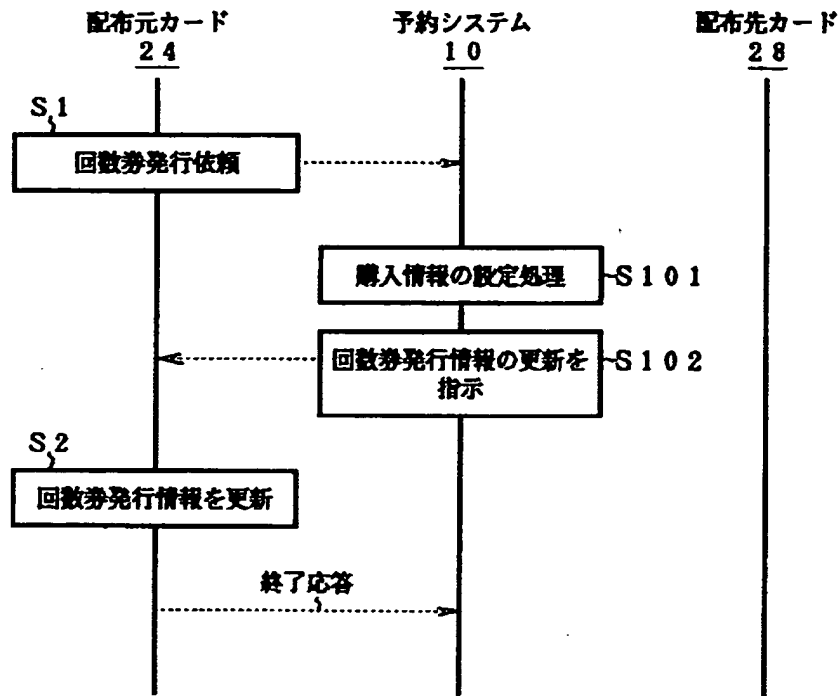 配布元カード
２４
予約システム
１０
配布先カード
２８
Ｓ１
回数券発行依頼
購入情報の設定処理
Ｓ１０１
回数券発行情報の更新を
指示
Ｓ１０２
Ｓ２
回数券発行情報を更新
終了応答